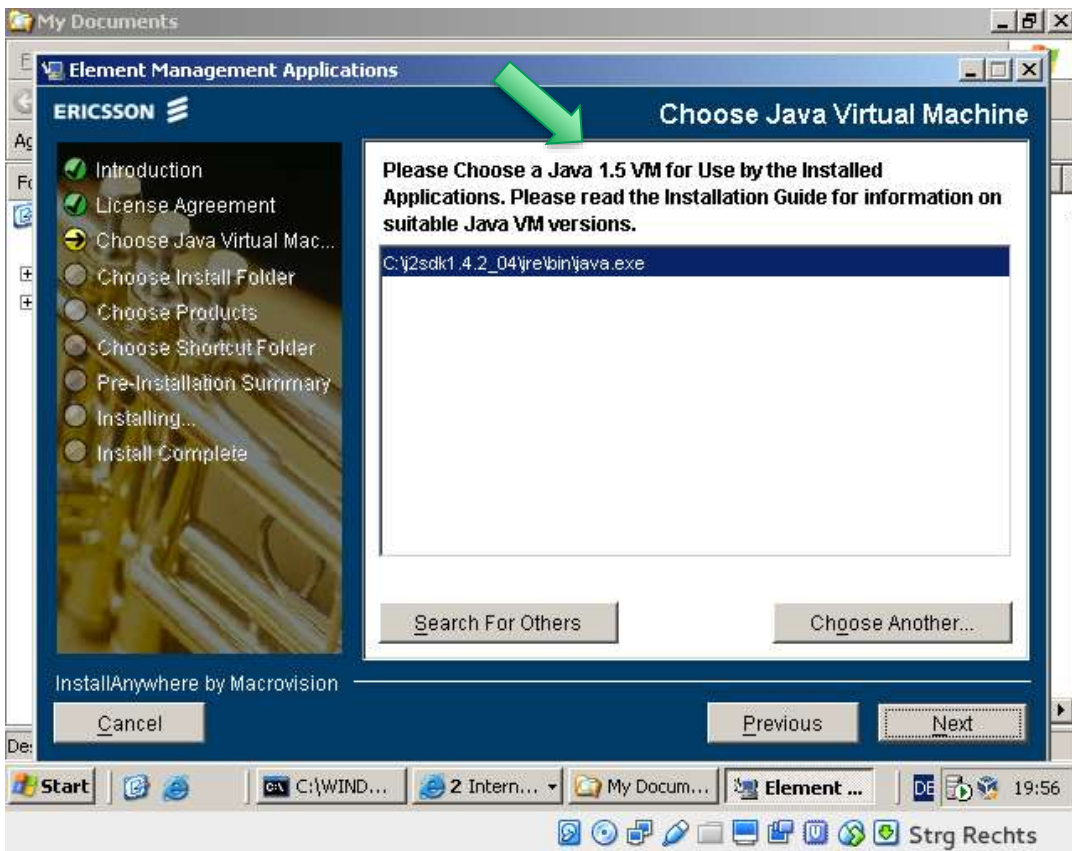 My Documents
Element Management Applications
ERICSSON
Choose Java Virtual Machine
Introduction
License Agreement
Choose Java Virtual Mac...
Choose Install Folder
Choose Products
Choose Shortcut Folder
Pre-Installation Summary
Installing...
Install Complete
Please Choose a Java 1.5 VM for Use by the Installed
Applications. Please read the Installation Guide for information on
suitable Java VM versions.
C:\j2sdk1.4.2_04\jre\bin\java.exe
Search For Others
Choose Another...
InstallAnywhere by Macrovision
Cancel
Previous
Next
Start
C:\WIND...
2 Intern...
My Docum...
Element ...
DE
19:56
Strg Rechts